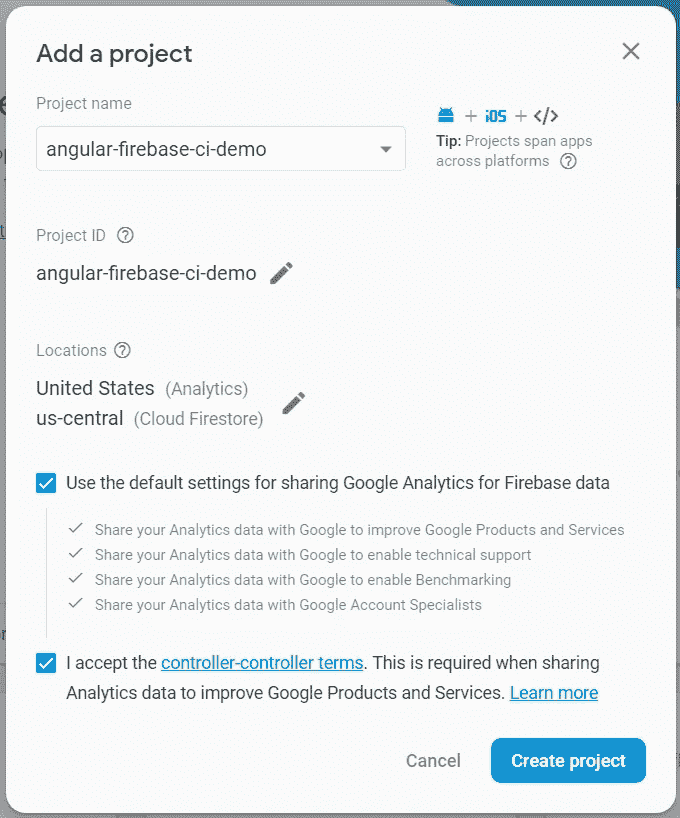 Add a project
Project name
angular-firebase-ci-demo
+ iOS + </>
Tip: Projects span apps
across platforms ?
Project ID ?
angular-firebase-ci-demo
Locations ?
United States (Analytics)
us-central (Cloud Firestore)
Use the default settings for sharing Google Analytics for Firebase data
Share your Analytics data with Google to improve Google Products and Services
Share your Analytics data with Google to enable technical support
Share your Analytics data with Google to enable Benchmarking
Share your Analytics data with Google Account Specialists
I accept the controller-controller terms. This is required when sharing
Analytics data to improve Google Products and Services. Learn more
Cancel
Create project